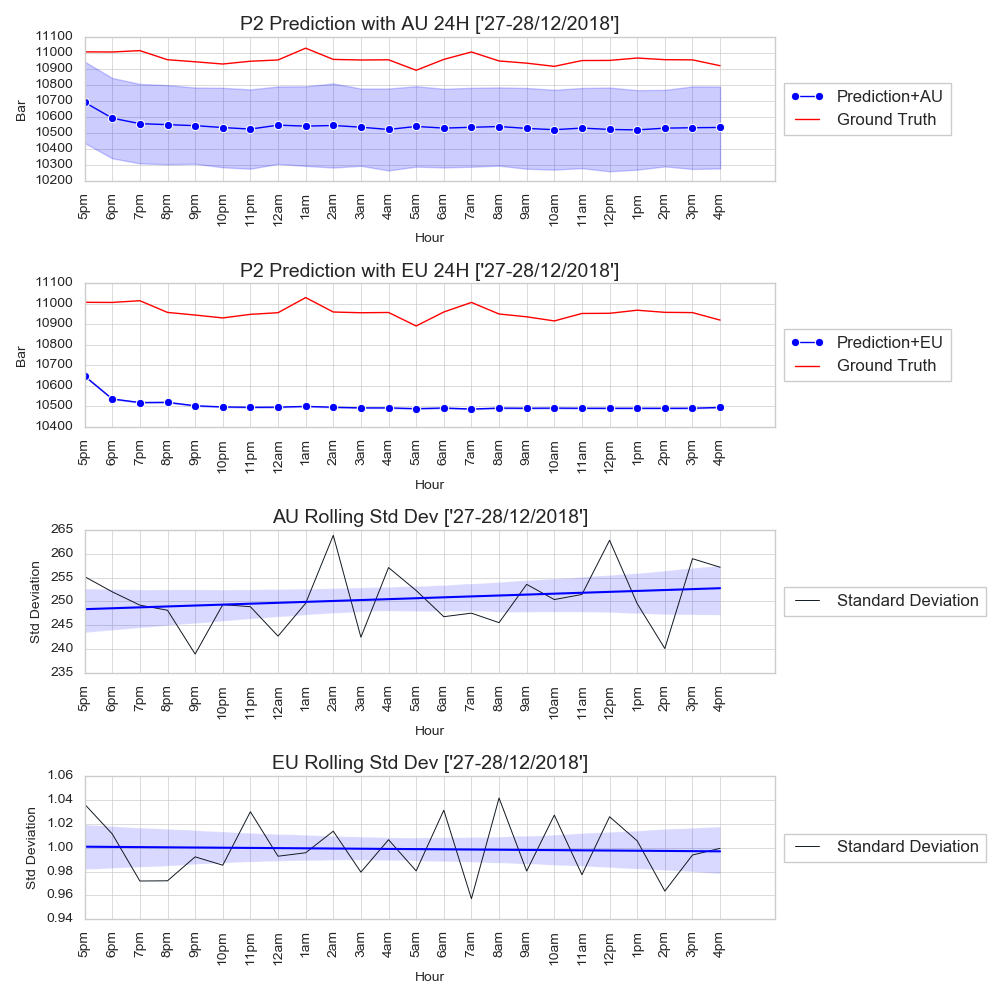 P2 Prediction with AU 24H ['27-28/12/2018']
11100
11000
10900
10800
10700
10600
10500
10400
10300
10200
Bar
5pm 6pm 7pm 8pm 9pm 10pm 11pm 12am 1am 2am 3am 4am 5am 6am 7am 8am 9am 10am 11am 12pm 1pm 2pm 3pm 4pm
Hour
Prediction+AU
Ground Truth
P2 Prediction with EU 24H ['27-28/12/2018']
11100
11000
10900
10800
10700
10600
10500
10400
Bar
5pm 6pm 7pm 8pm 9pm 10pm 11pm 12am 1am 2am 3am 4am 5am 6am 7am 8am 9am 10am 11am 12pm 1pm 2pm 3pm 4pm
Hour
Prediction+EU
Ground Truth
AU Rolling Std Dev ['27-28/12/2018']
265
260
255
250
245
240
235
Std Deviation
5pm 6pm 7pm 8pm 9pm 10pm 11pm 12am 1am 2am 3am 4am 5am 6am 7am 8am 9am 10am 11am 12pm 1pm 2pm 3pm 4pm
Hour
Standard Deviation
EU Rolling Std Dev ['27-28/12/2018']
1.06
1.04
1.02
1.00
0.98
0.96
0.94
Std Deviation
5pm 6pm 7pm 8pm 9pm 10pm 11pm 12am 1am 2am 3am 4am 5am 6am 7am 8am 9am 10am 11am 12pm 1pm 2pm 3pm 4pm
Hour
Standard Deviation